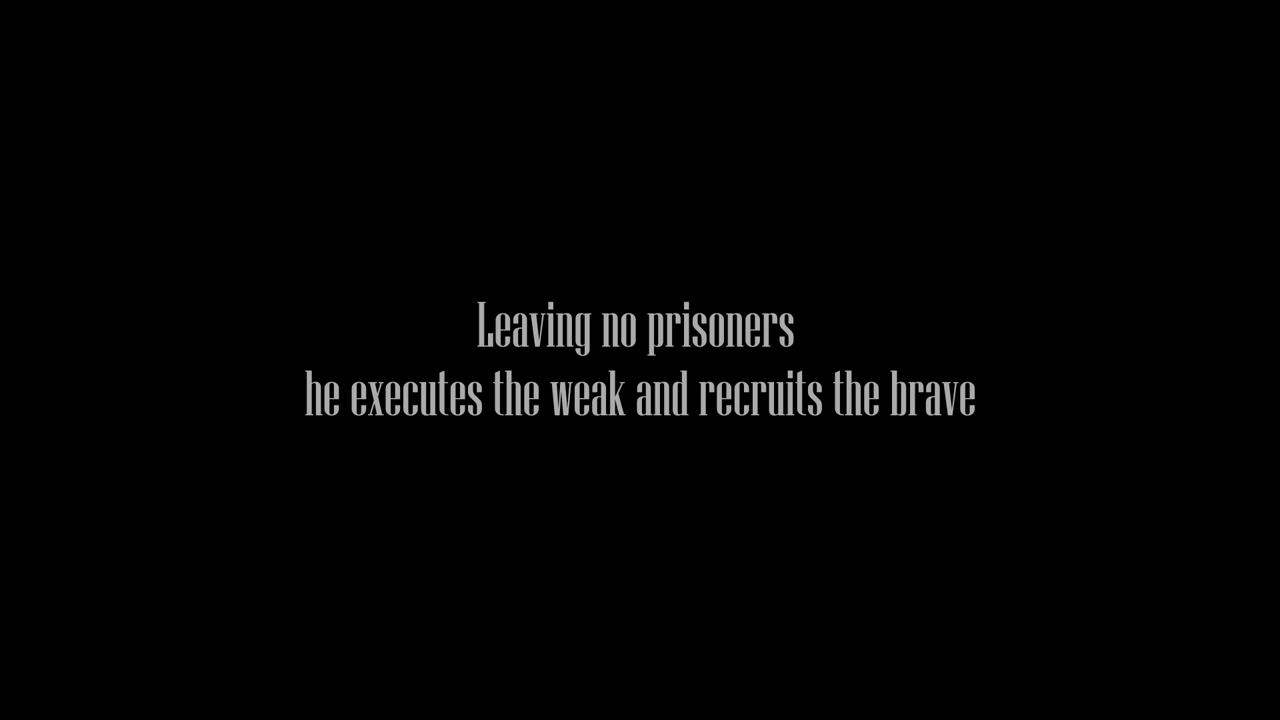 Leaving no prisoners
he executes the weak and recruits the brave